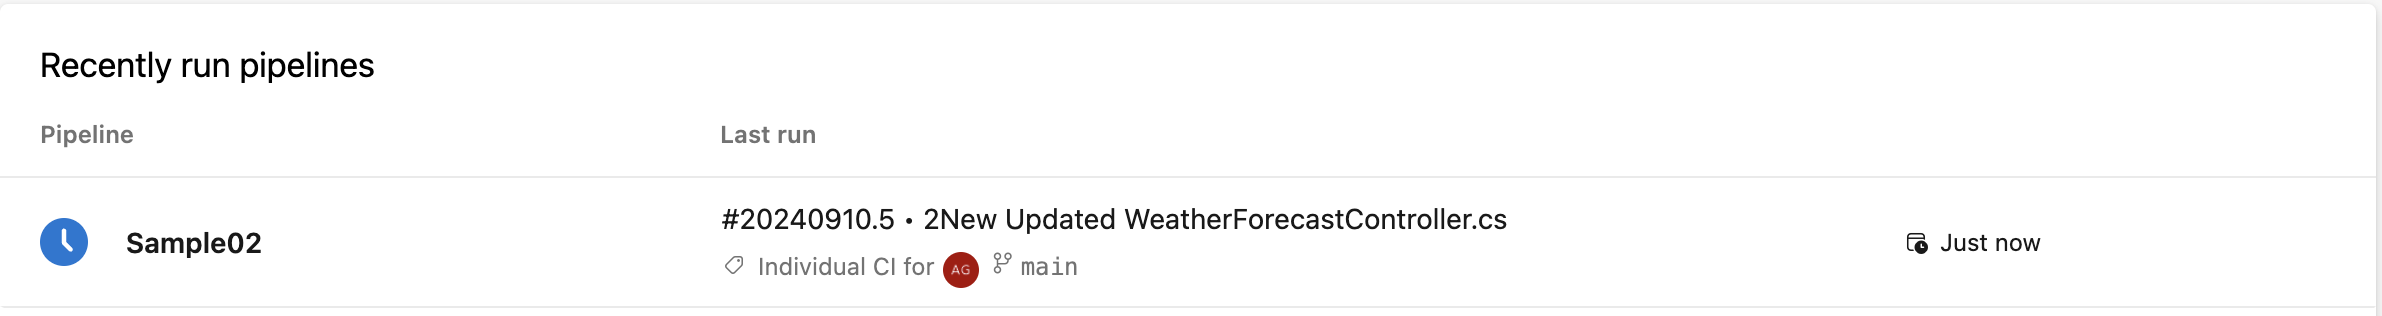 Recently run pipelines
Pipeline Last run
Sample02
#20240910.5 • 2New Updated WeatherForecastController.cs
Individual CI for AG main
Just now